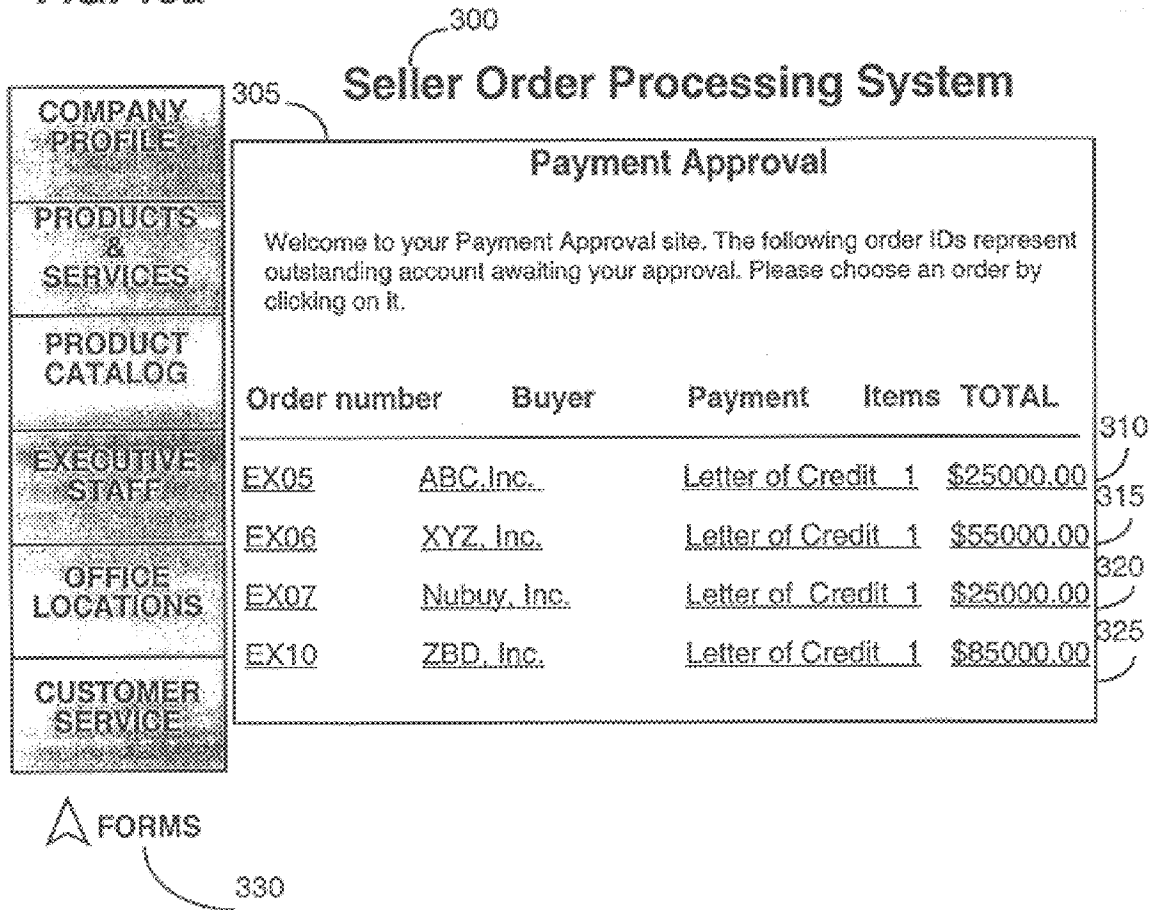 300
Seller Order Processing System
305
COMPANY
PROFILE
PRODUCTS
&
SERVICES
PRODUCT
CATALOG
EXECUTIVE
STAFF
OFFICE
LOCATIONS
CUSTOMER
SERVICE
Payment Approval
Welcome to your Payment Approval site. The following order IDs represent
outstanding account awaiting your approval. Please choose an order by
clicking on it.
Order number Buyer Payment Items TOTAL
310
EX05 ABC.Inc. Letter of Credit 1 $25000.00
315
EX06 XYZ, Inc. Letter of Credit 1 $55000.00
320
EX07 Nubuy, Inc. Letter of Credit 1 $25000.00
325
EX10 ZBD, Inc. Letter of Credit 1 $85000.00
FORMS
330